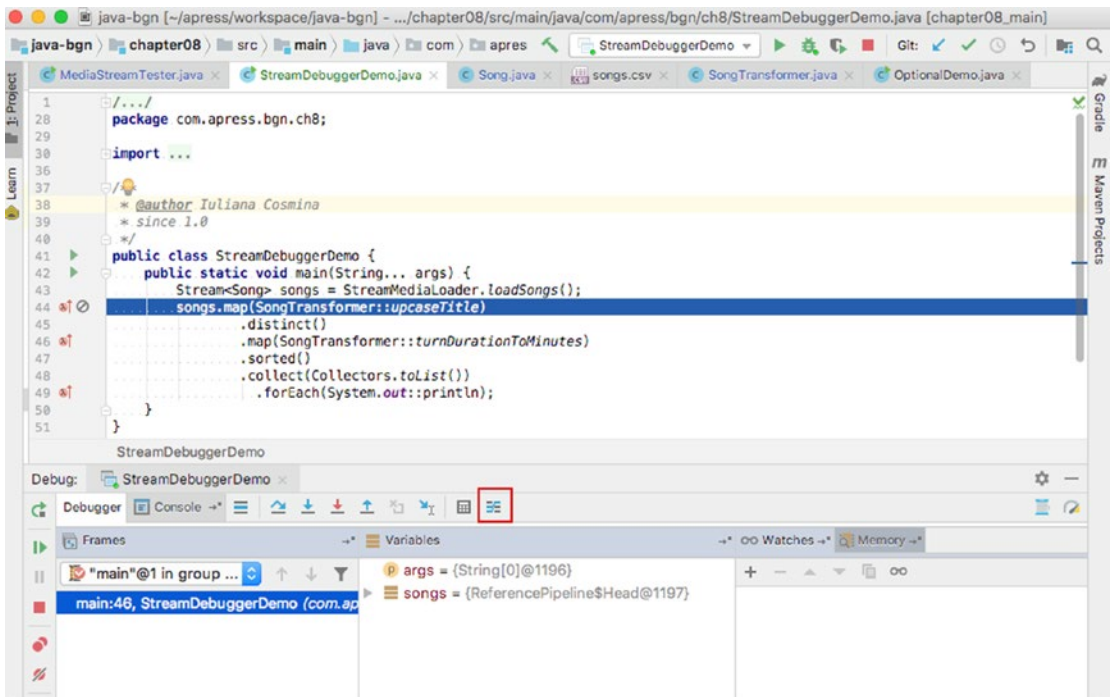 java-bgn [~/apress/workspace/java-bgn] - .../chapter08/src/main/java/com/apress/bgn/ch8/StreamDebuggerDemo.java [chapter08_main]
java-bgn chapter08 src main java com apres StreamDebuggerDemo Git:
MediaStreamTester.java StreamDebuggerDemo.java Song.java songs.csv SongTransformer.java OptionalDemo.java
1: Project
Learn
Gradle
m Maven Projects
1 /.../
28 package com.apress.bgn.ch8;
29
30 import ...
36
37 /*
38 * @author Iuliana Cosmina
39 * since 1.0
40 */
41 public class StreamDebuggerDemo {
42 public static void main(String... args) {
43 Stream<Song> songs = StreamMediaLoader.loadSongs();
44 songs.map(SongTransformer::upcaseTitle)
45 .distinct()
46 .map(SongTransformer::turnDurationToMinutes)
47 .sorted()
48 .collect(Collectors.toList())
49 .forEach(System.out::println);
50 }
51 }
StreamDebuggerDemo
Debug: StreamDebuggerDemo
Debugger Console
Frames Variables Watches Memory
"main"@1 in group ...
args = {String[0]@1196}
main:46, StreamDebuggerDemo (com.ap
songs = {ReferencePipeline$Head@1197}